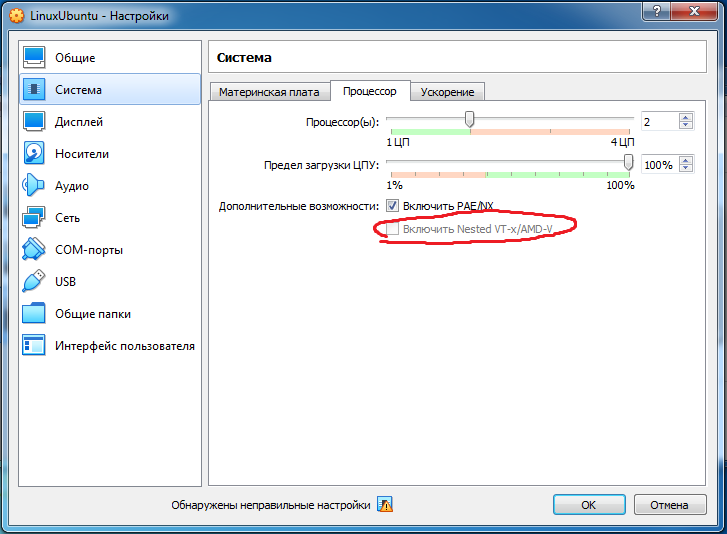 LinuxUbuntu - Настройки
?
Общие
Система
Дисплей
Носители
Аудио
Сеть
COM-порты
USB
Общие папки
Интерфейс пользователя
Система
Материнская плата Процессор Ускорение
Процессор(ы): 2
1 ЦП 4 ЦП
Предел загрузки ЦПУ: 100%
1% 100%
Дополнительные возможности: Включить PAE/NX
Включить Nested VT-x/AMD-V
Обнаружены неправильные настройки OK Отмена